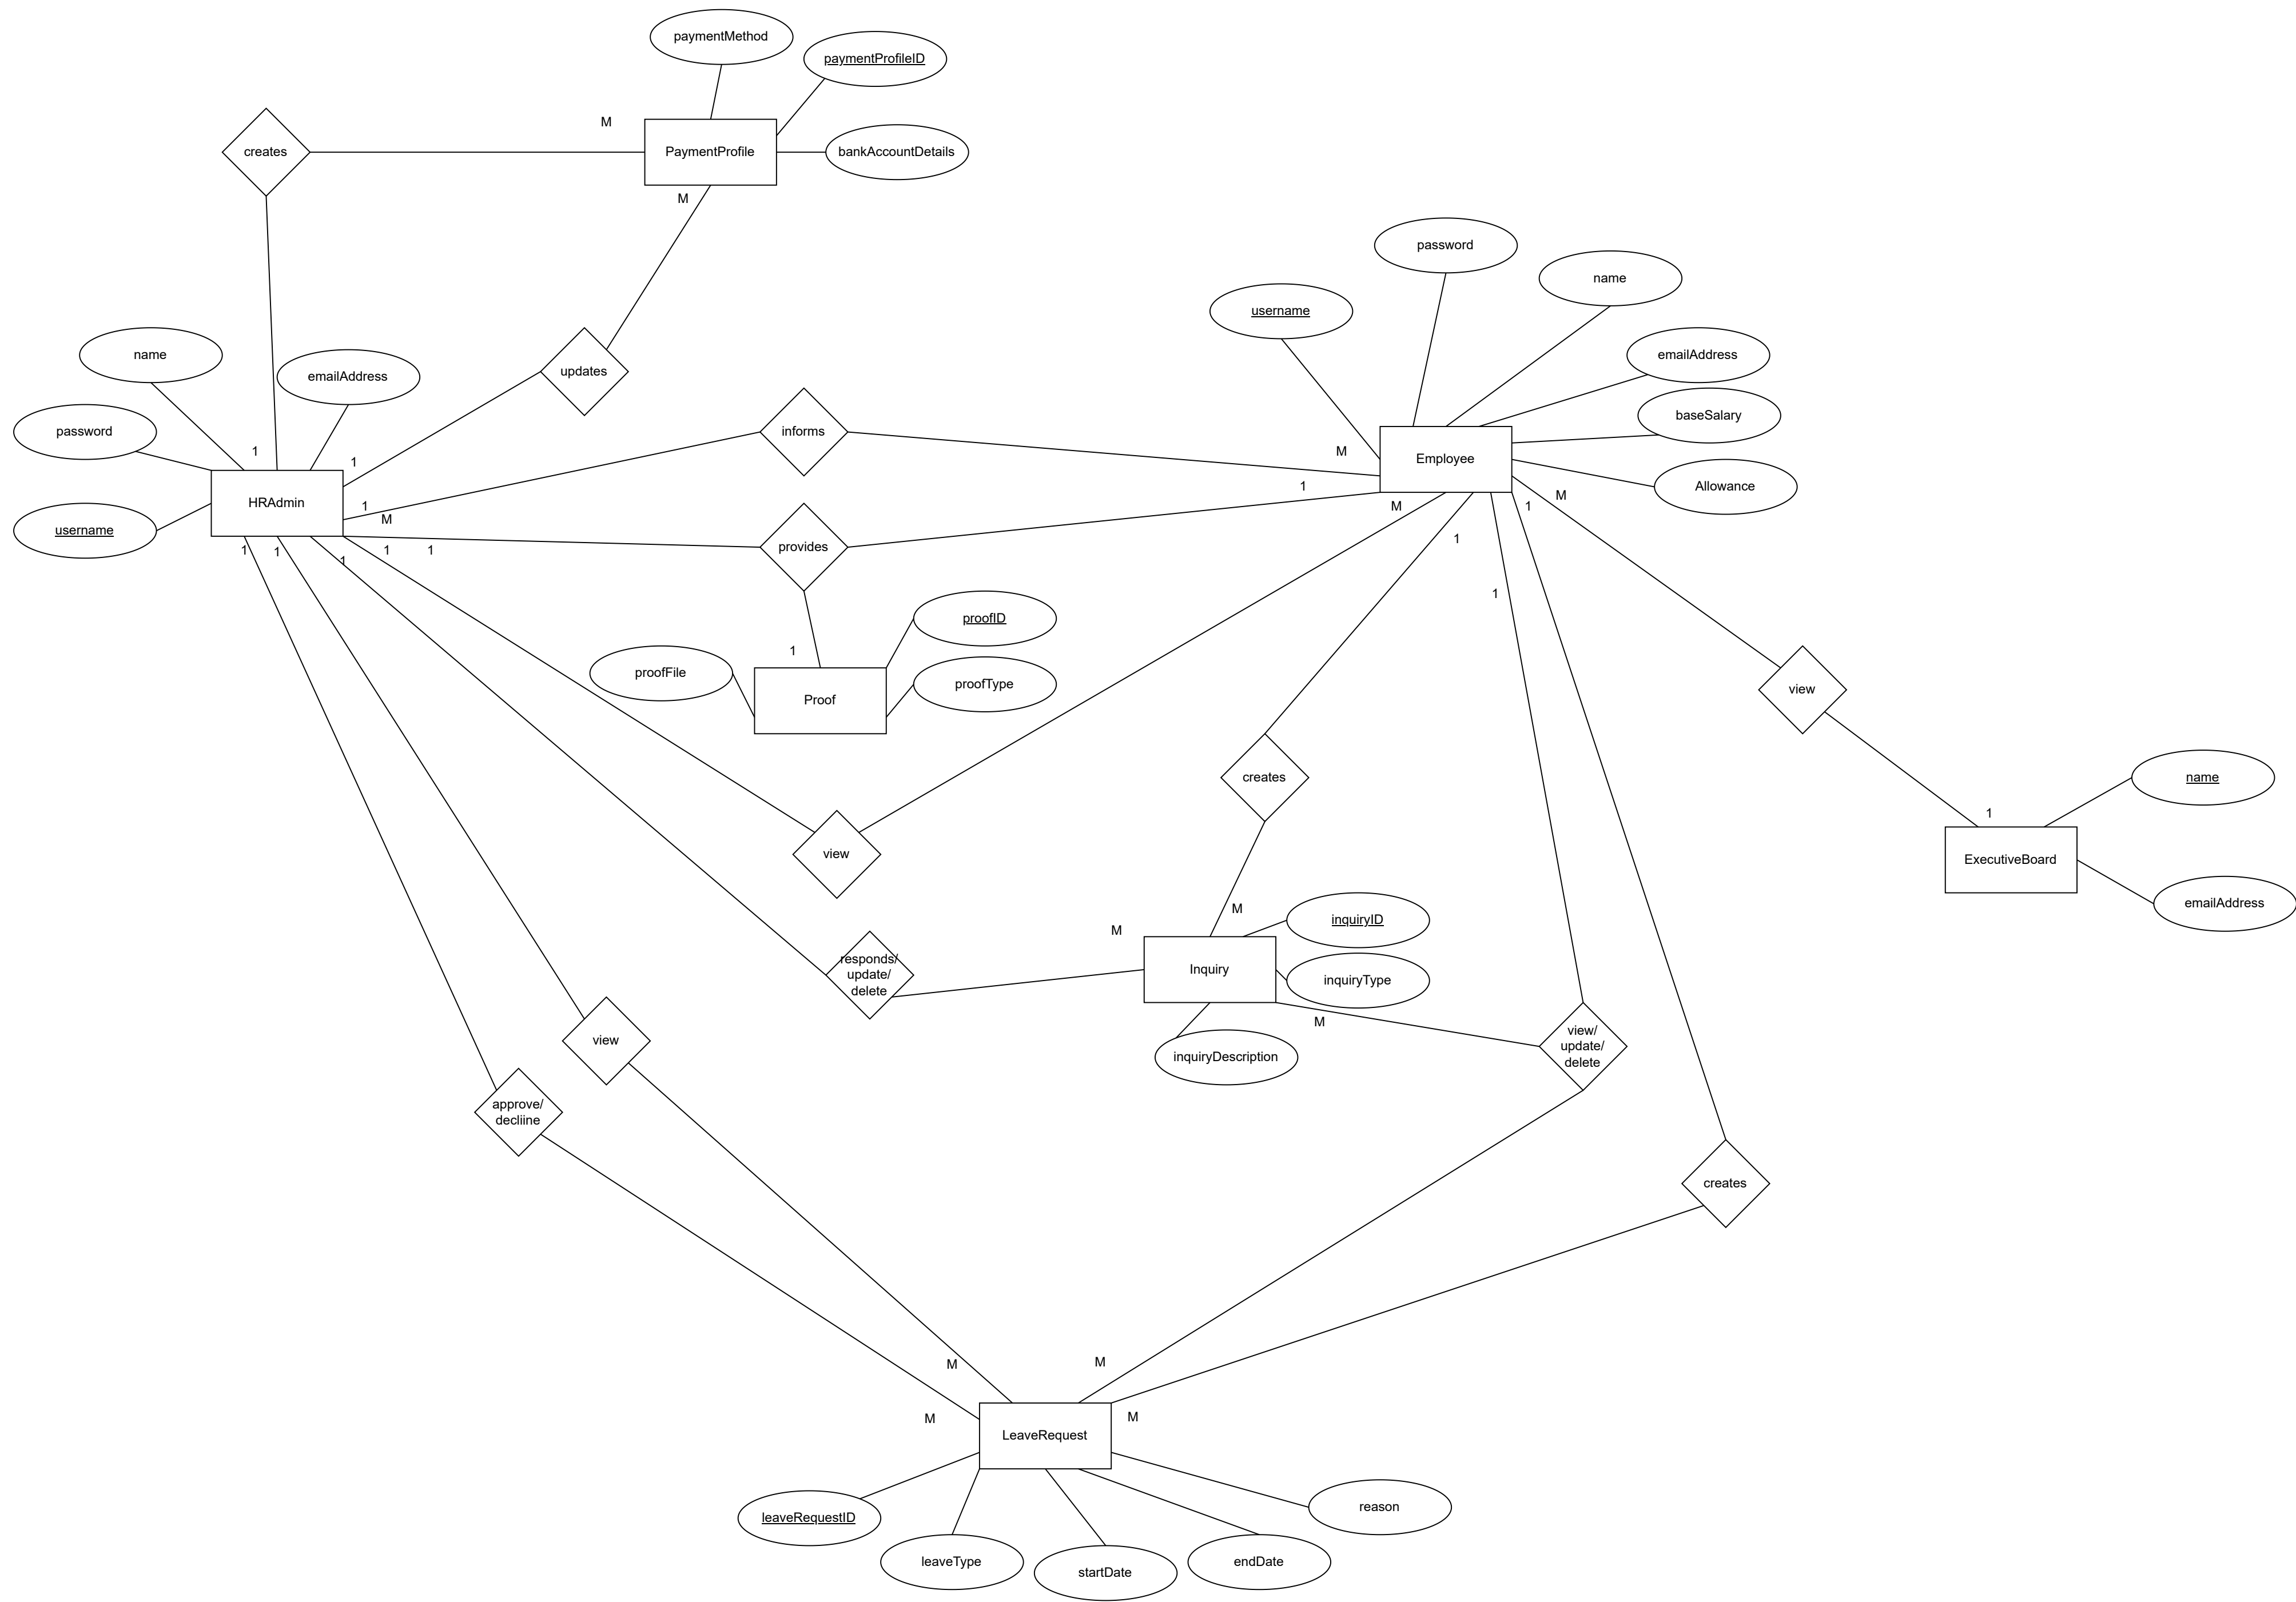 paymentMethod
paymentProfileID
M
creates
PaymentProfile
bankAccountDetails
M
password
name
username
name
emailAddress
updates
emailAddress
baseSalary
password
informs
1
M
Employee
1
HRAdmin
1
Allowance
M
1
1
M
M
1
username
provides
1
1
1
1
1
1
1
proofID
1
proofFile
proofType
view
Proof
creates
name
1
view
ExecutiveBoard
emailAddress
M
inquiryID
M
responds/
update/
delete
Inquiry
inquiryType
M
view/
update/
delete
view
inquiryDescription
approve/
decliine
creates
M
M
M
M
LeaveRequest
reason
leaveRequestID
leaveType
endDate
startDate